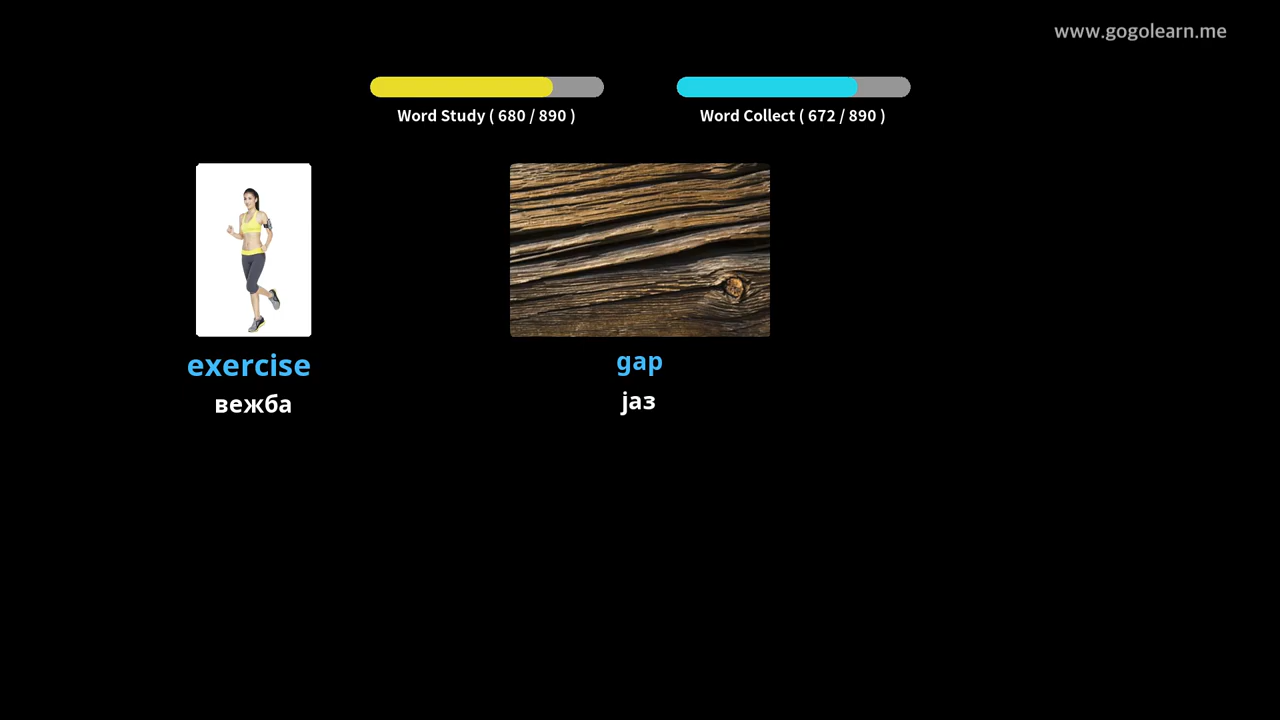 www.gogolearn.me
Word Study ( 680 / 890 )
Word Collect ( 672 / 890 )
exercise
вежба
gap
јаз